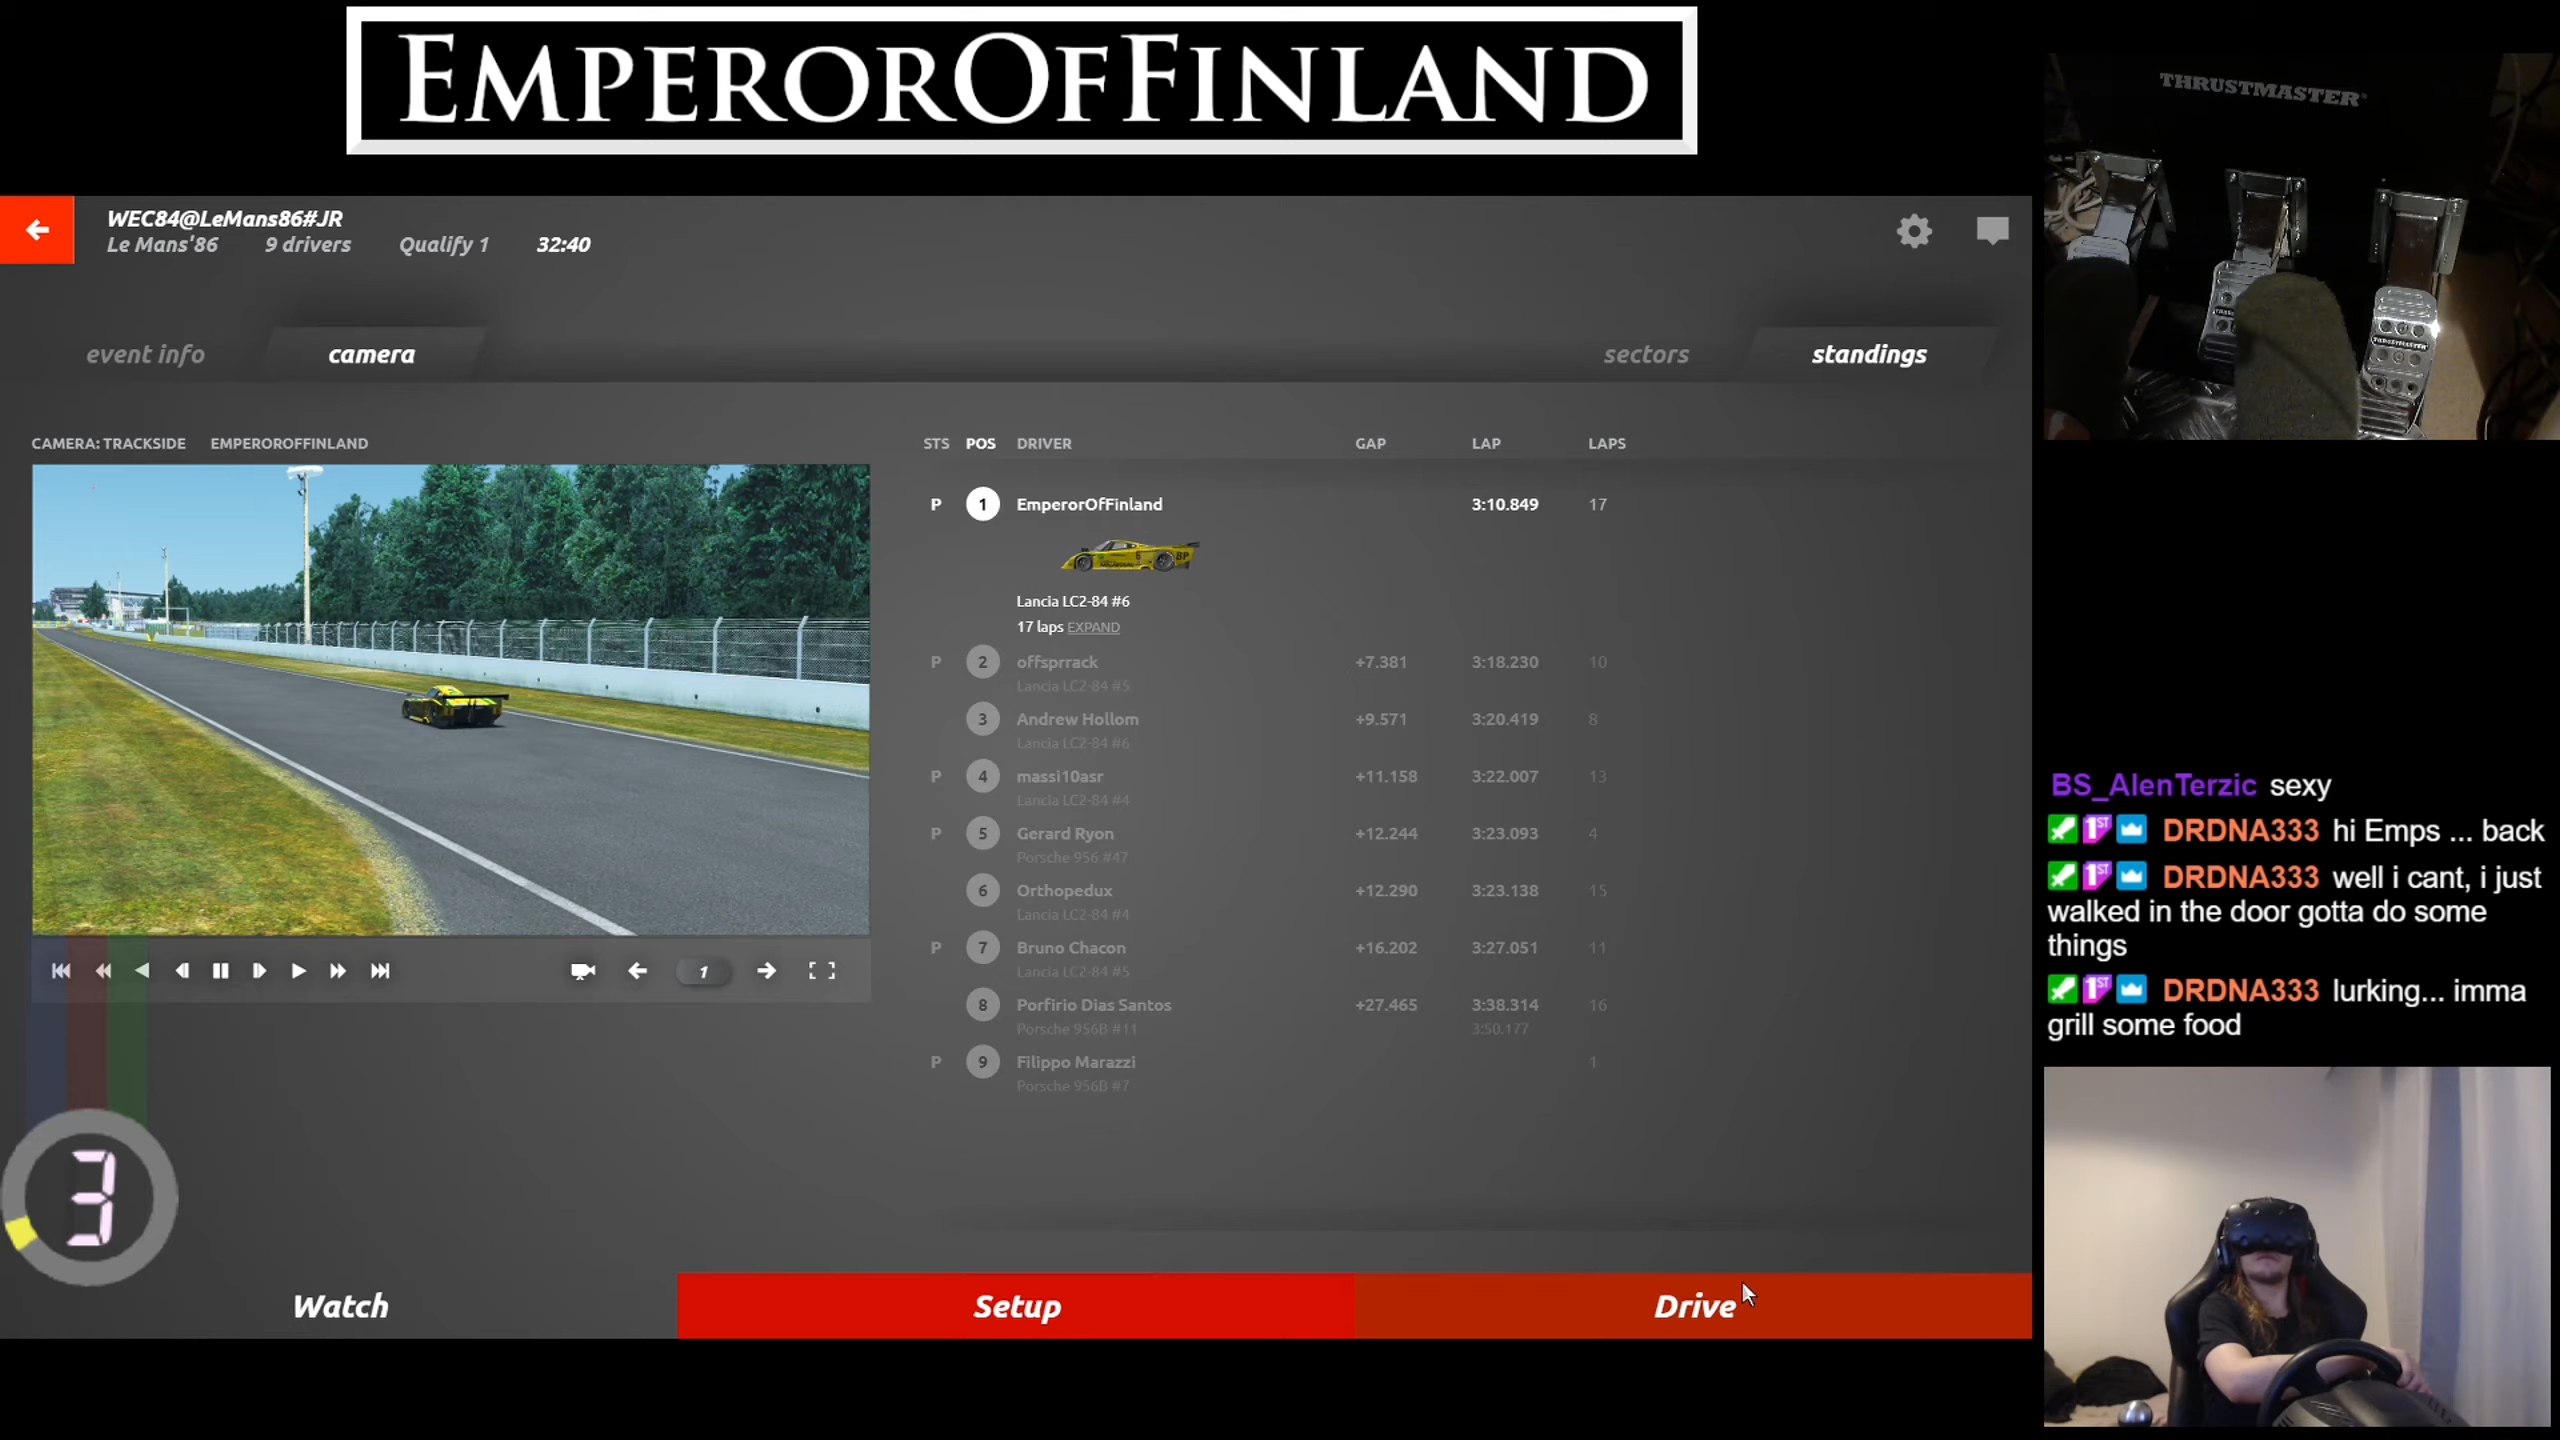 EMPEROROFFINLAND
THRUSTMASTER
WEC84@LeMans86#JR
Le Mans'86 9 drivers Qualify 1 32:40
event info camera sectors standings
CAMERA: TRACKSIDE EMPEROROFFINLAND
STS POS DRIVER GAP LAP LAPS
P 1 EmperorOfFinland 3:10.849 17
Lancia LC2-84 #6
17 laps EXPAND
P 2 offsprrack +7.381 3:18.230 10
Lancia LC2-84 #5
3 Andrew Hollom +9.571 3:20.419 8
Lancia LC2-84 #6
P 4 massi10asr +11.158 3:22.007 13
Lancia LC2-84 #4
P 5 Gerard Ryon +12.244 3:23.093 4
Porsche 956 #47
6 Orthopedux +12.290 3:23.138 15
Lancia LC2-84 #4
P 7 Bruno Chacon +16.202 3:27.051 11
Lancia LC2-84 #5
8 Porfirio Dias Santos +27.465 3:38.314 16
Porsche 956B #11 3:50.177
P 9 Filippo Marazzi 1
Porsche 956B #7
1
3
Watch Setup Drive
BS_AlenTerzic sexy
1ST DRDNA333 hi Emps ... back
1ST DRDNA333 well i cant, i just
walked in the door gotta do some
things
1ST DRDNA333 lurking... imma
grill some food